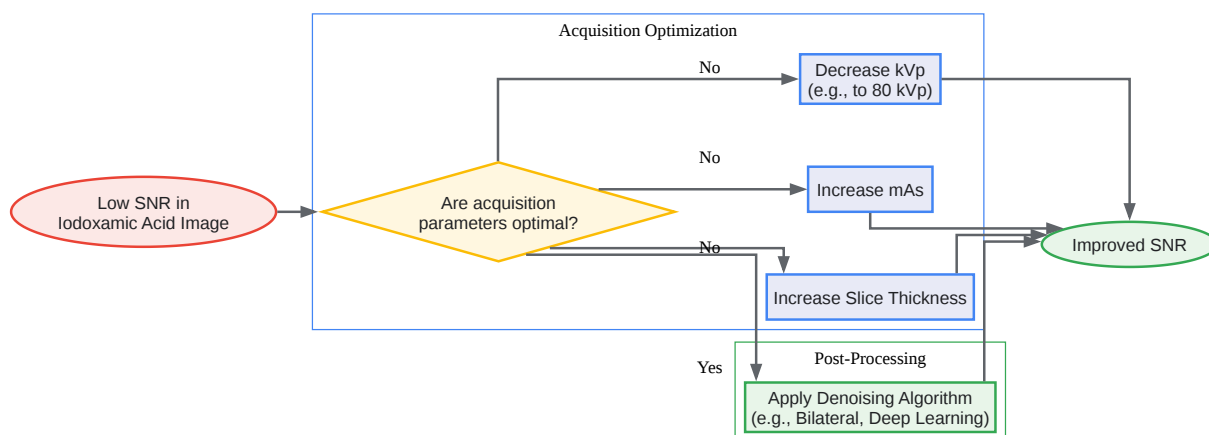 Acquisition Optimization
No
Decrease kVp
(e.g., to 80 kVp)
No
Increase mAs
Low SNR in
Iodoxamic Acid Image
Are acquisition
parameters optimal?
Improved SNR
No
Increase Slice Thickness
Yes
Post-Processing
Apply Denoising Algorithm
(e.g., Bilateral, Deep Learning)